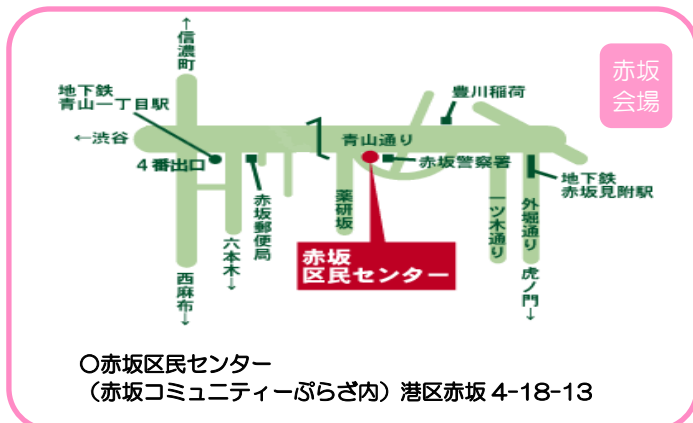 ↑信濃町
赤坂
会場
地下鉄
青山一丁目駅
豊川稲荷
←渋谷
青山通り
4番出口
赤坂警察署
地下鉄
赤坂見附駅
赤坂郵便局
薬研坂
一ツ木通り
外堀通り
六本木↓
赤坂
区民センター
西麻布↓
虎ノ門↓
〇赤坂区民センター
（赤坂コミュニティーぷらざ内）港区赤坂 4-18-13